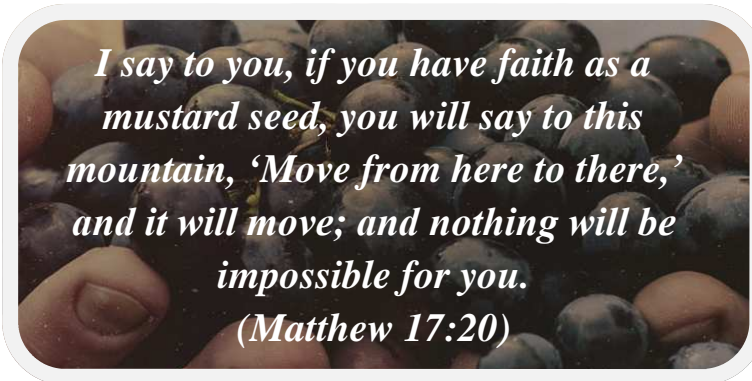 I say to you, if you have faith as a
mustard seed, you will say to this
mountain, ‘Move from here to there,’
and it will move; and nothing will be
impossible for you.
(Matthew 17:20)